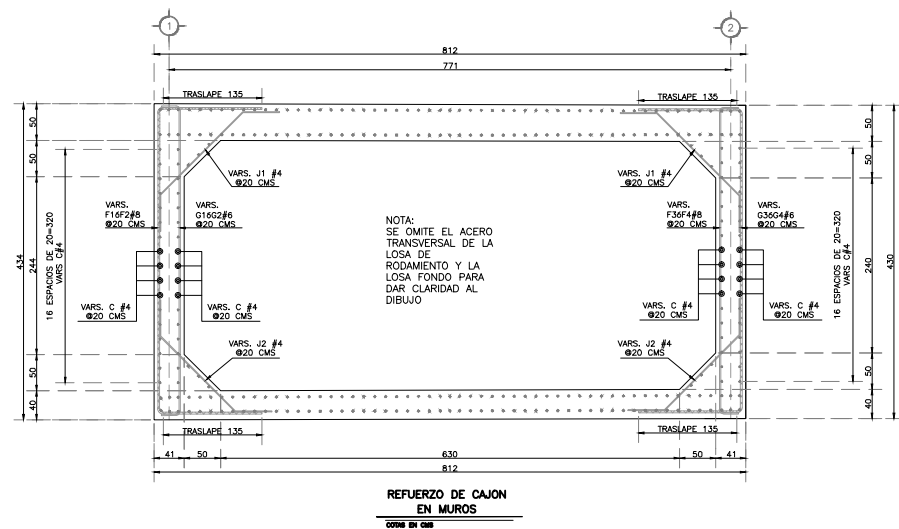 1
2
812
771
TRASLAPE 135
TRASLAPE 135
50
50
50
50
VARS. J1 #4
@20 CMS
VARS. J1 #4
@20 CMS
VARS.
F16F2#8
@20 CMS
VARS.
G16G2#6
@20 CMS
NOTA:
SE OMITE EL ACERO
TRANSVERSAL DE LA
LOSA DE
RODAMIENTO Y LA
LOSA FONDO PARA
DAR CLARIDAD AL
DIBUJO
VARS.
F36F4#8
@20 CMS
VARS.
G36G4#6
@20 CMS
434
244
16 ESPACIOS DE 20=320
VARS C#4
16 ESPACIOS DE 20=320
VARS C#4
240
430
VARS. C #4
@20 CMS
VARS. C #4
@20 CMS
VARS. C #4
@20 CMS
VARS. C #4
@20 CMS
VARS. J2 #4
@20 CMS
VARS. J2 #4
@20 CMS
50
40
50
40
TRASLAPE 135
TRASLAPE 135
41
50
630
50
41
812
REFUERZO DE CAJON
EN MUROS
COTAS EN CMS